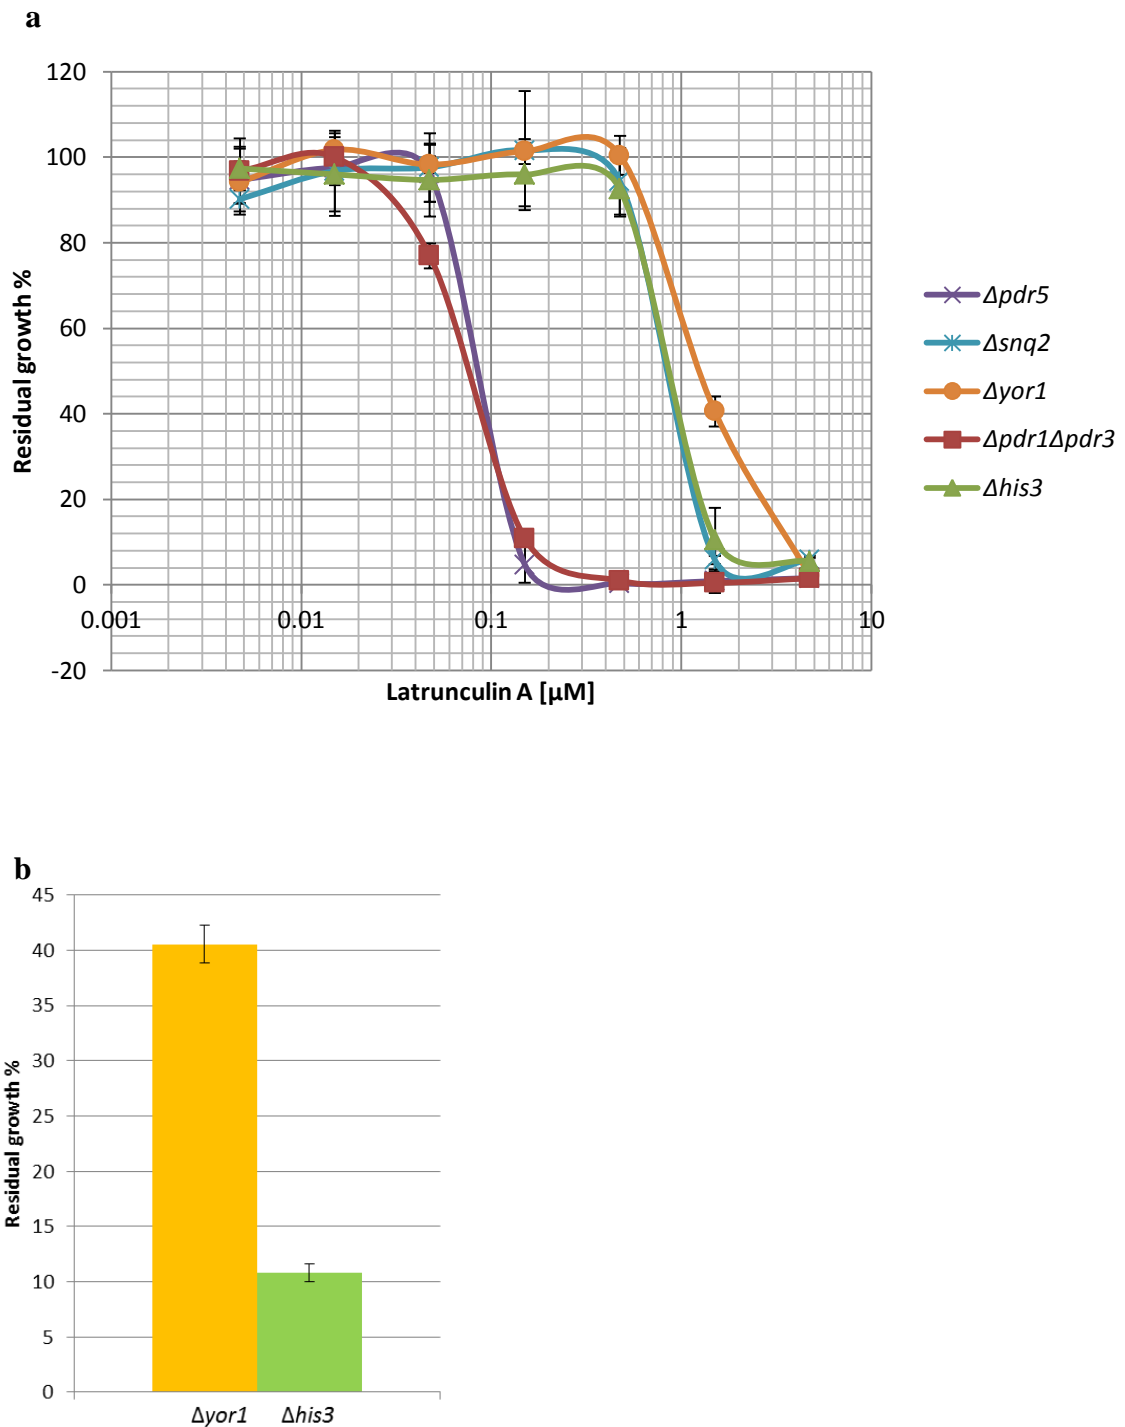 a
120
100
80
60
40
20
0
-20
0.001 0.01 0.1 1 10
Residual growth %
Latrunculin A [µM]
Δpdr5
Δsnq2
Δyor1
Δpdr1Δpdr3
Δhis3
b
45
40
35
30
25
20
15
10
5
0
Residual growth %
Δyor1 Δhis3